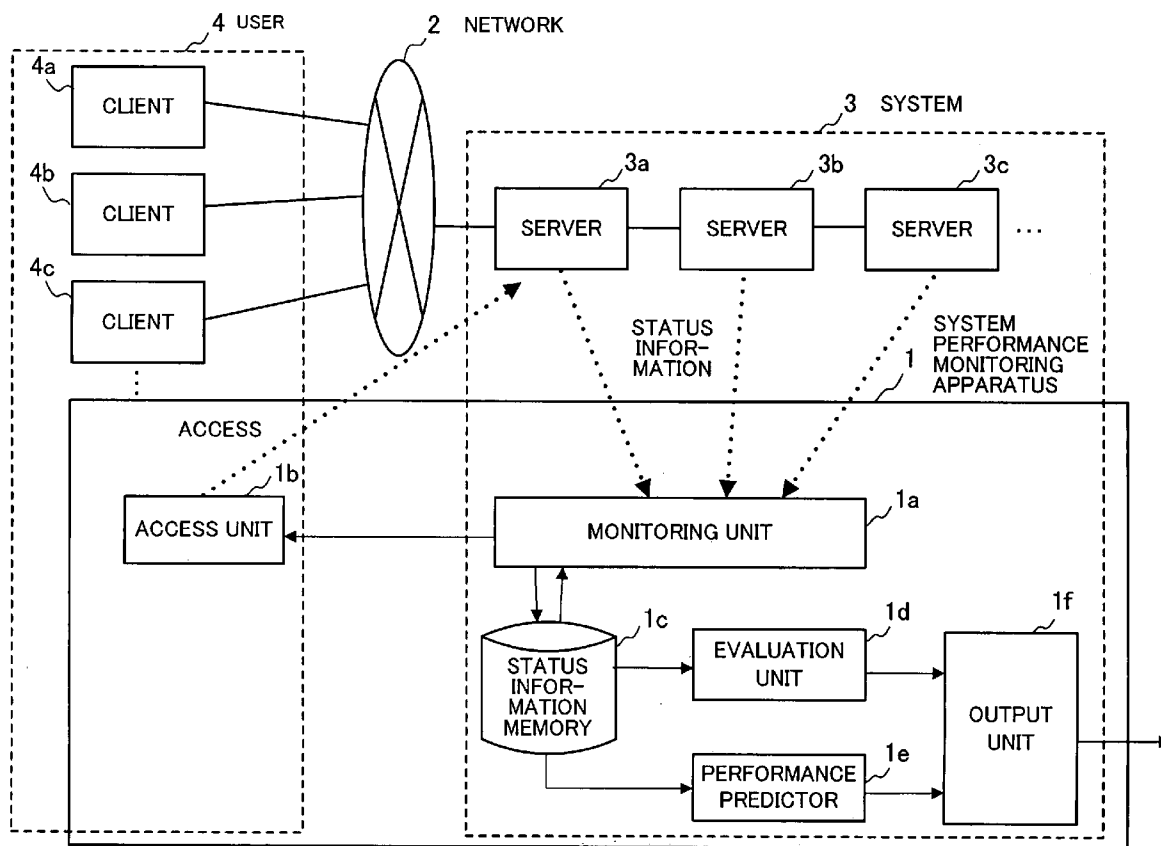 4 USER
2 NETWORK
4a
CLIENT
3 SYSTEM
4b
CLIENT
3a
SERVER
3b
SERVER
3c
SERVER
...
4c
CLIENT
STATUS
INFOR-
MATION
SYSTEM
PERFORMANCE
MONITORING
APPARATUS
1
ACCESS
1b
ACCESS UNIT
1a
MONITORING UNIT
1c
STATUS
INFOR-
MATION
MEMORY
1d
EVALUATION
UNIT
1f
OUTPUT
UNIT
1e
PERFORMANCE
PREDICTOR